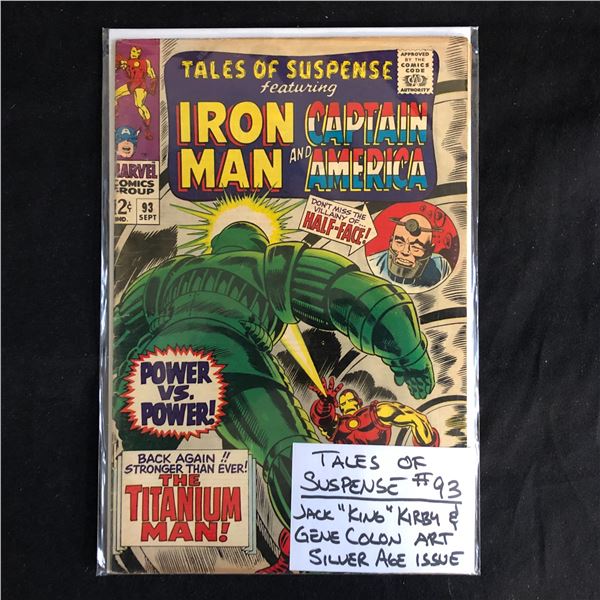 TALES OF SUSPENSE
featuring
IRON MAN
AND
CAPTAIN AMERICA
APPROVED
BY THE
COMICS
CODE
AUTHORITY
MARVEL
COMICS
GROUP
12¢
IND.
93
SEPT
DON'T MISS THE
VILLAINY OF...
HALF-FACE!
POWER
VS.
POWER!
BACK AGAIN!!
STRONGER THAN EVER!
THE
TITANIUM
MAN!
TALES OF
SUSPENSE #93
JACK "KING" KIRBY &
GENE COLON ART
SILVER AGE ISSUE